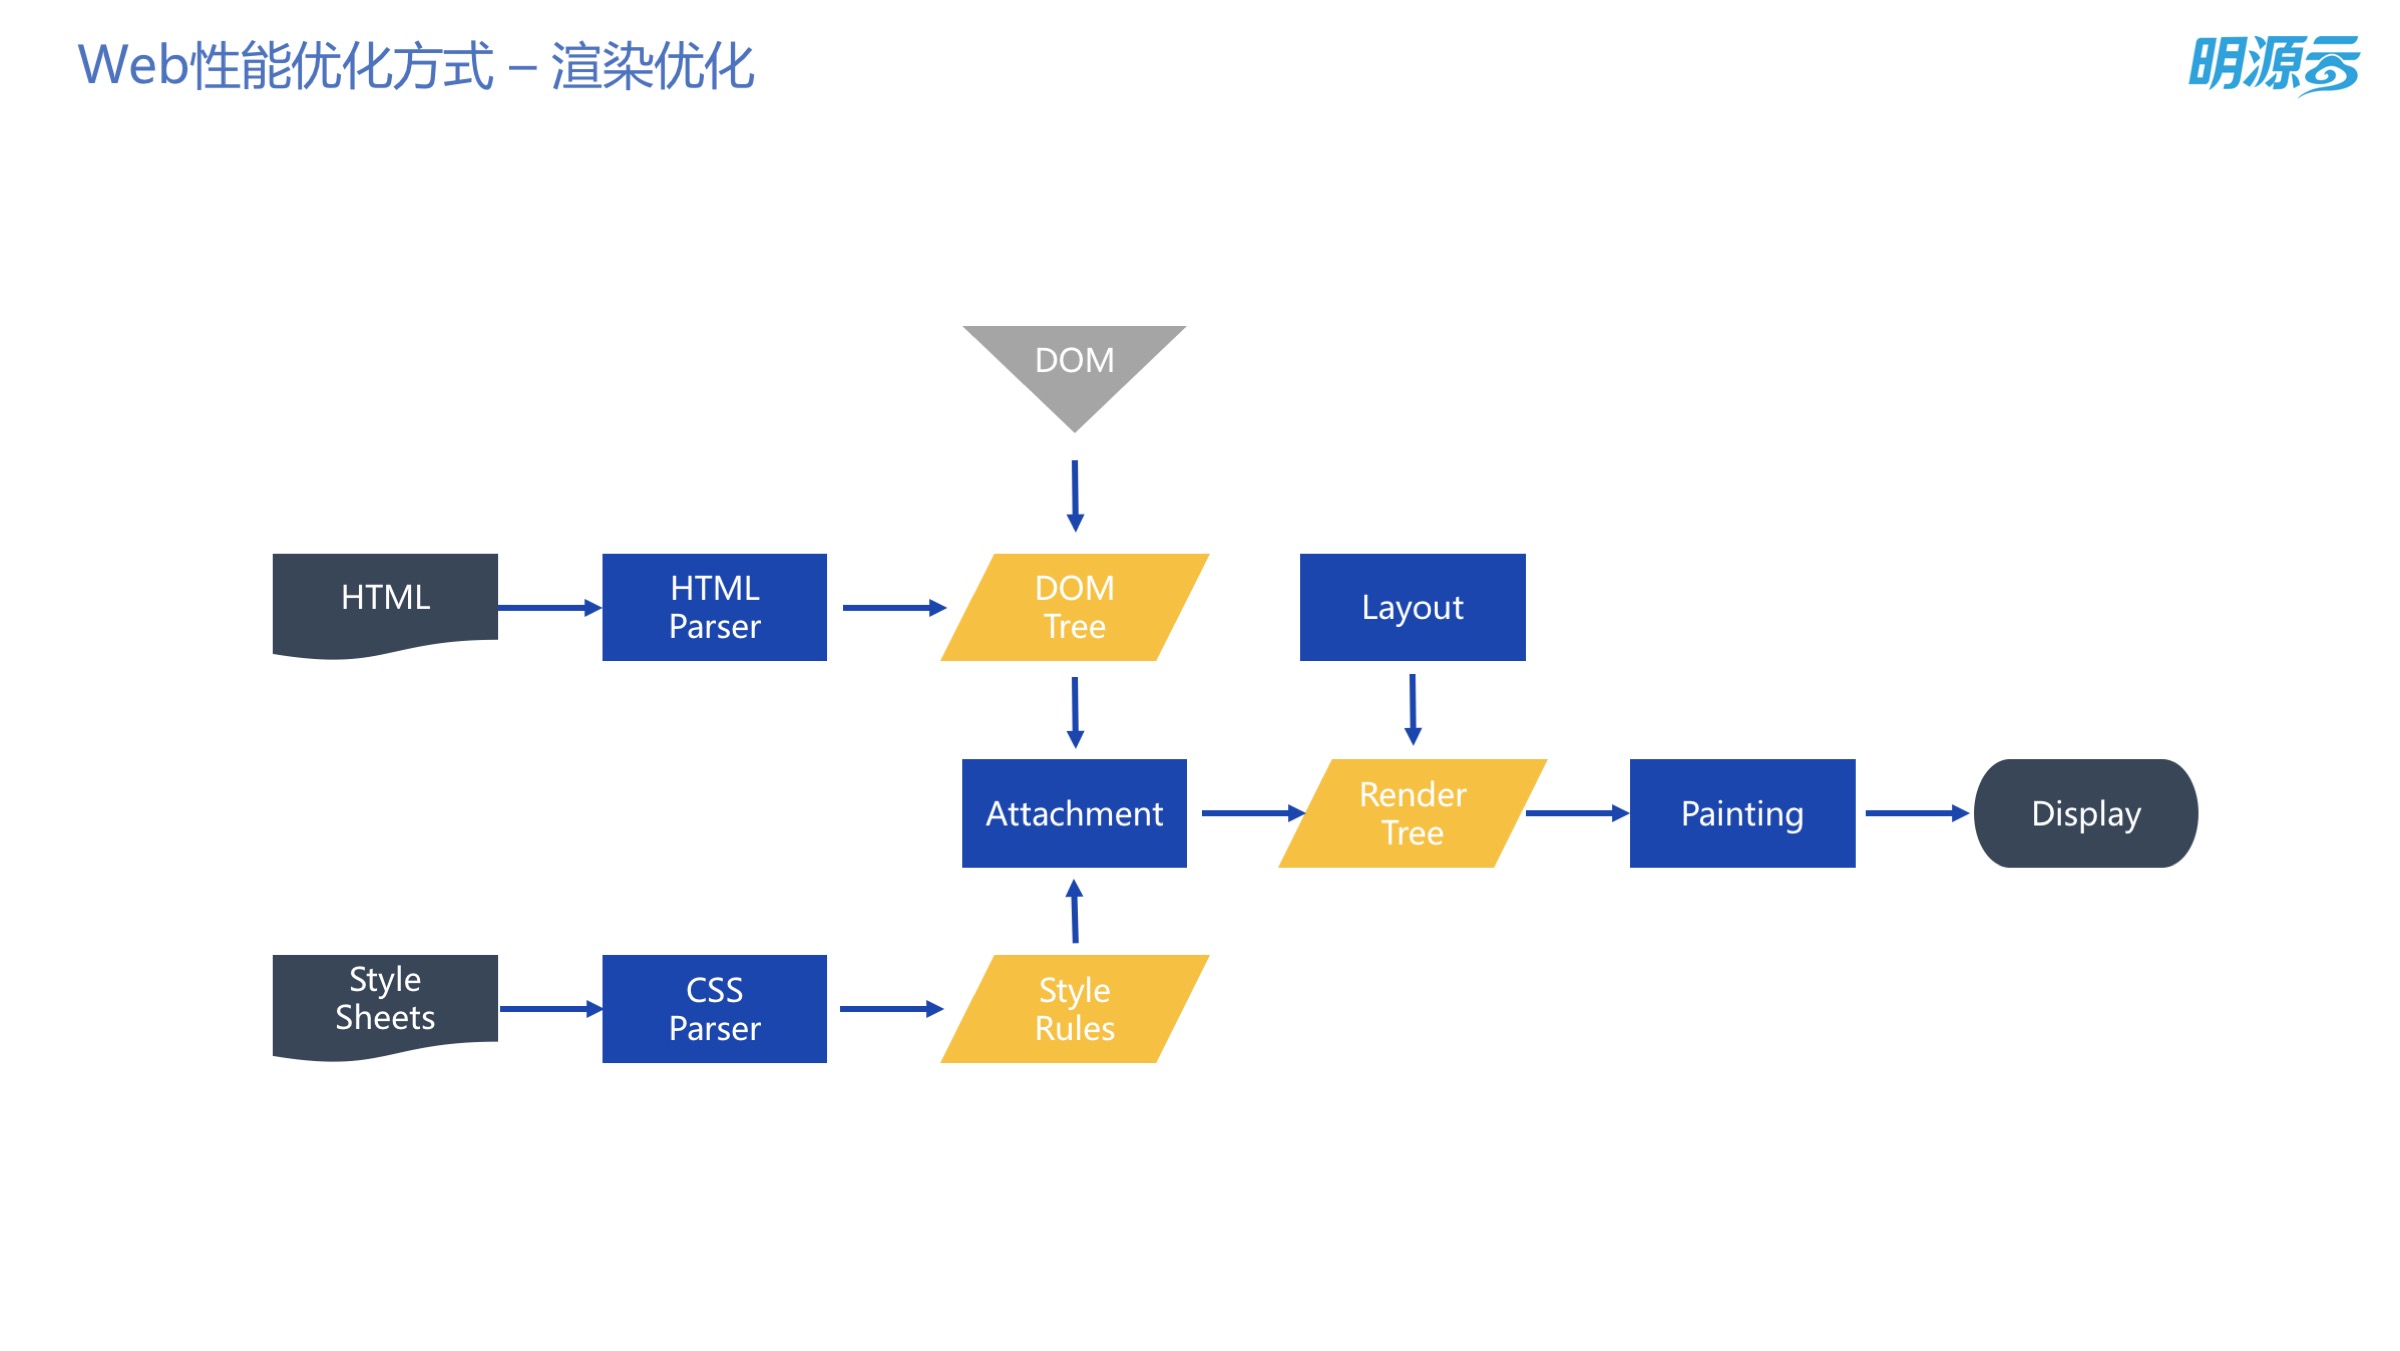 Web性能优化方式 – 渲染优化
明源云
DOM
HTML
HTML
Parser
DOM
Tree
Layout
Attachment
Render
Tree
Painting
Display
Style
Sheets
CSS
Parser
Style
Rules